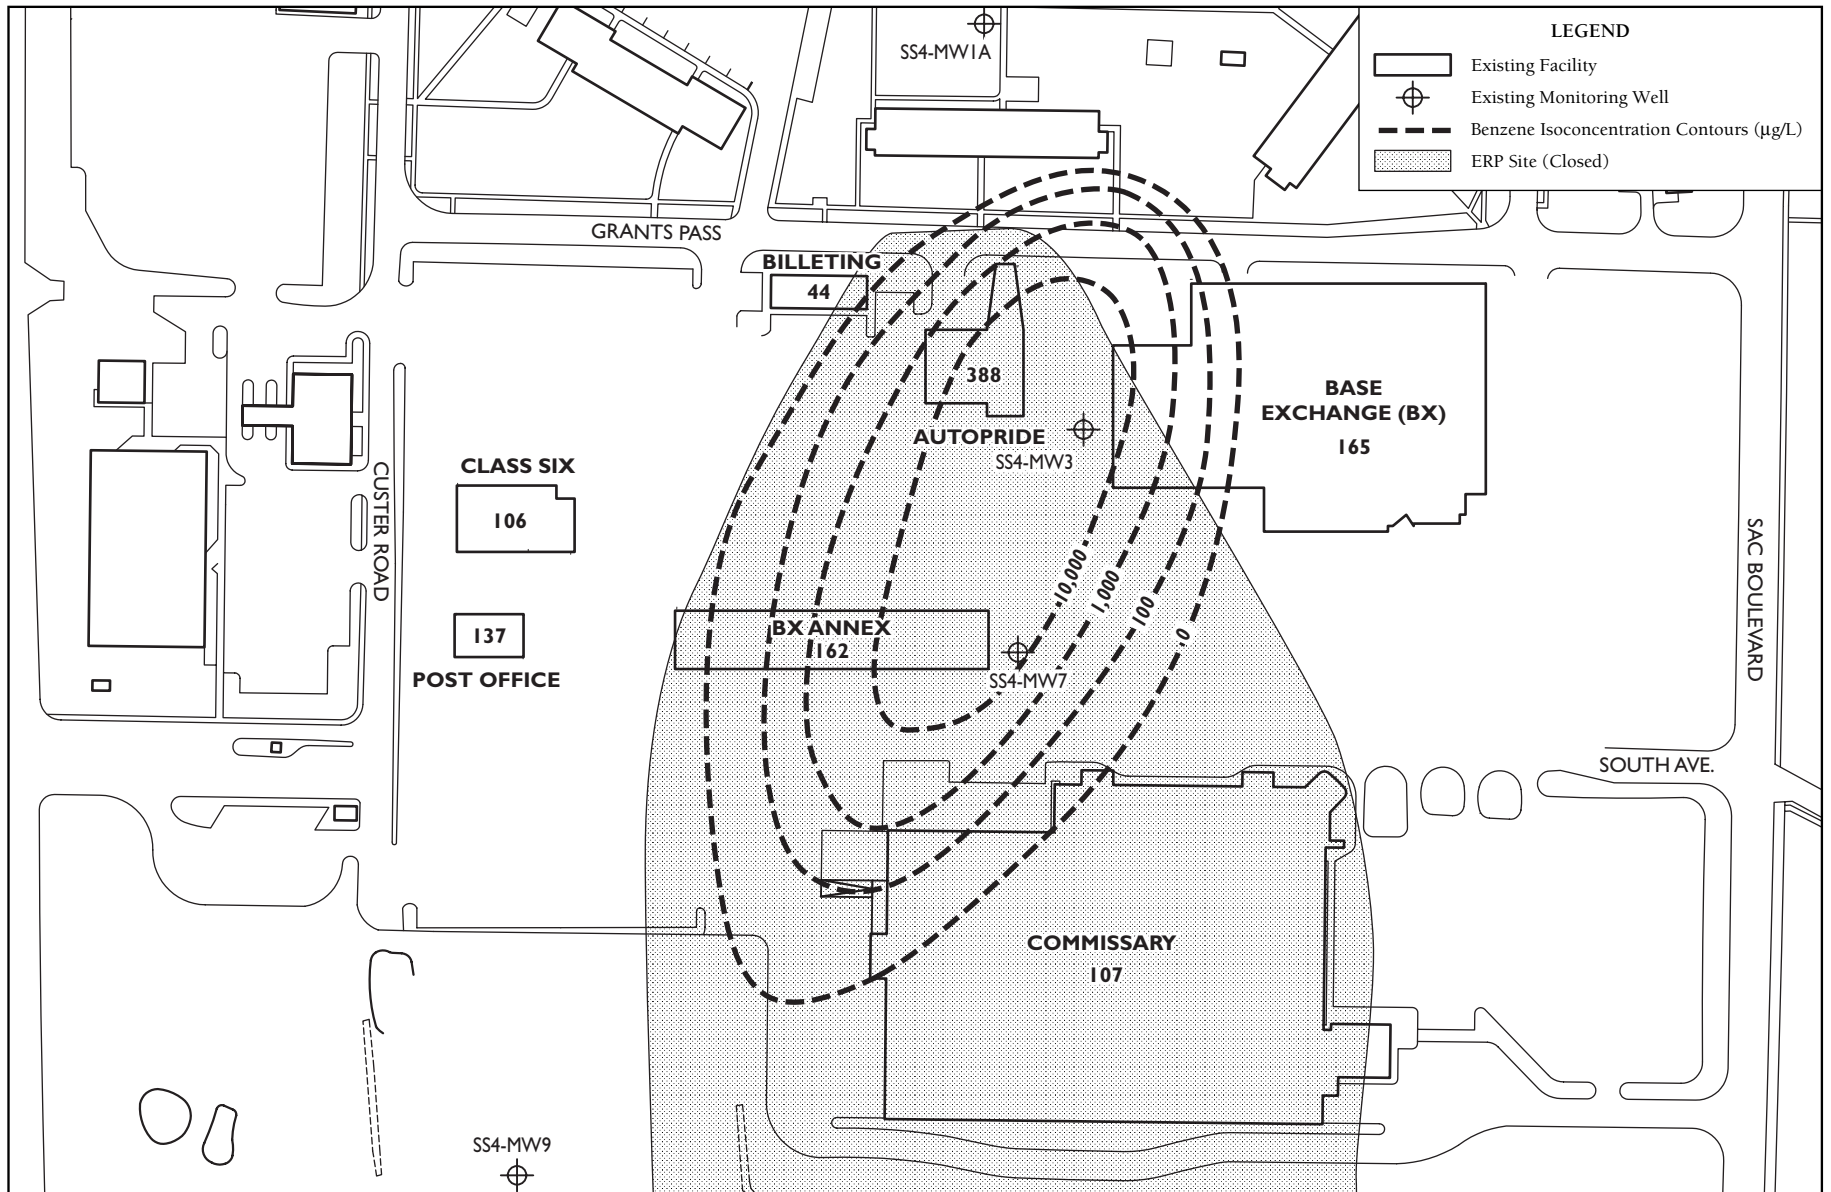 SS4-MW1A
LEGEND
Existing Facility
Existing Monitoring Well
Benzene Isoconcentration Contours (µg/L)
ERP Site (Closed)
GRANTS PASS
BILLETING
44
388
AUTOPRIDE
SS4-MW3
BASE
EXCHANGE (BX)
165
CLASS SIX
106
CUSTER ROAD
137
POST OFFICE
BX ANNEX
162
SS4-MW7
10,000
1,000
100
0
SAC BOULEVARD
SOUTH AVE.
COMMISSARY
107
SS4-MW9